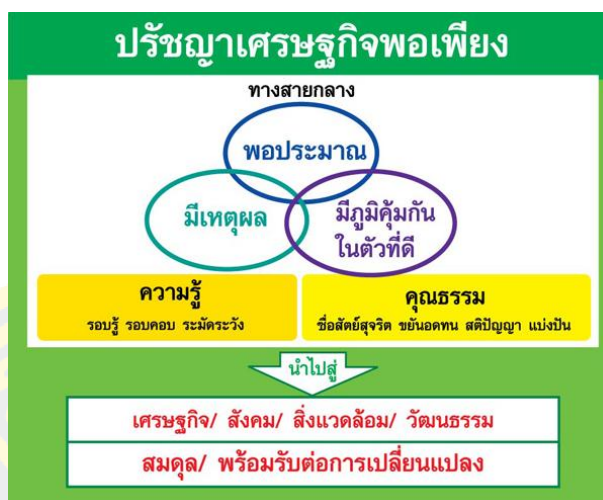 ปรัชญาเศรษฐกิจพอเพียง
ทางสายกลาง
พอประมาณ
มีเหตุผล
มีภูมิคุ้มกัน
ในตัวที่ดี
ความรู้
รอบรู้ รอบคอบ ระมัดระวัง
คุณธรรม
ซื่อสัตย์สุจริต ขยันอดทน สติปัญญา แบ่งปัน
นำไปสู่
เศรษฐกิจ/ สังคม/ สิ่งแวดล้อม/ วัฒนธรรม
สมดุล/ พร้อมรับต่อการเปลี่ยนแปลง